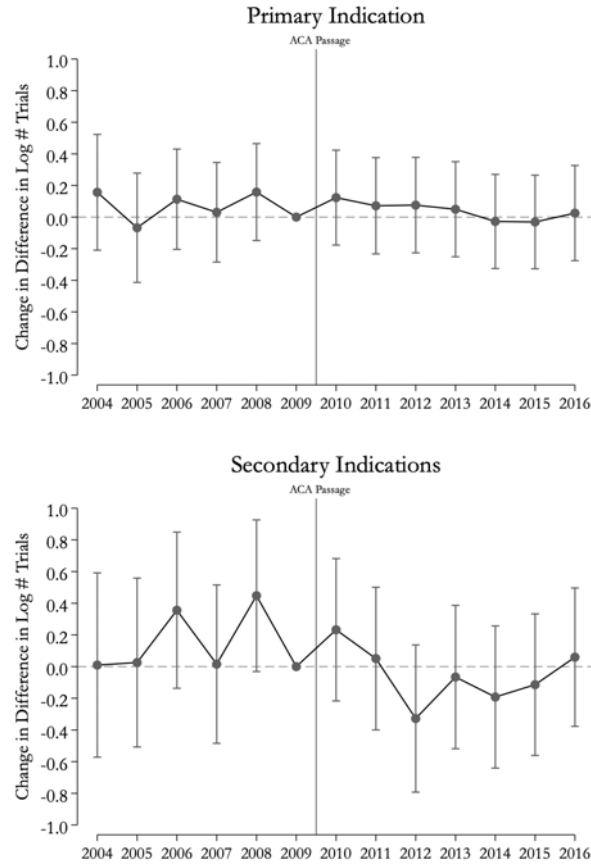 Primary Indication
ACA Passage
Change in Difference in Log # Trials
1.0
0.8
0.6
0.4
0.2
0.0
-0.2
-0.4
-0.6
-0.8
-1.0
2004 2005 2006 2007 2008 2009 2010 2011 2012 2013 2014 2015 2016
Secondary Indications
ACA Passage
Change in Difference in Log # Trials
1.0
0.8
0.6
0.4
0.2
0.0
-0.2
-0.4
-0.6
-0.8
-1.0
2004 2005 2006 2007 2008 2009 2010 2011 2012 2013 2014 2015 2016